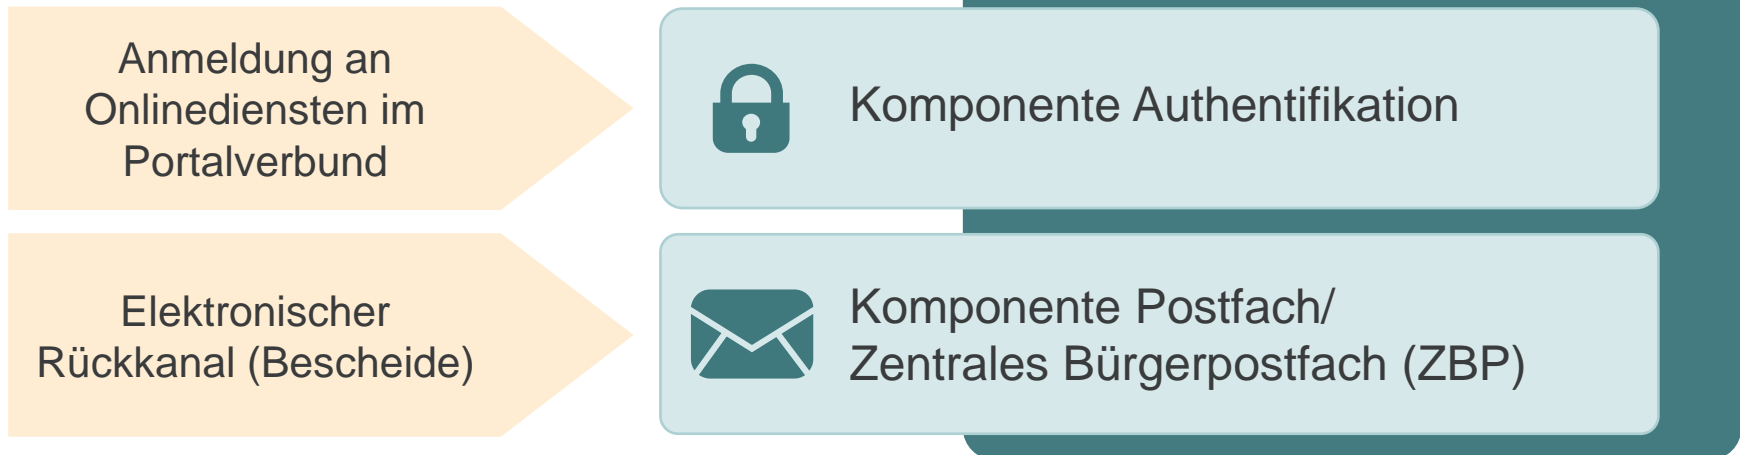 Anmeldung an
Onlinediensten im
Portalverbund
Komponente Authentifikation
Elektronischer
Rückkanal (Bescheide)
Komponente Postfach/
Zentrales Bürgerpostfach (ZBP)